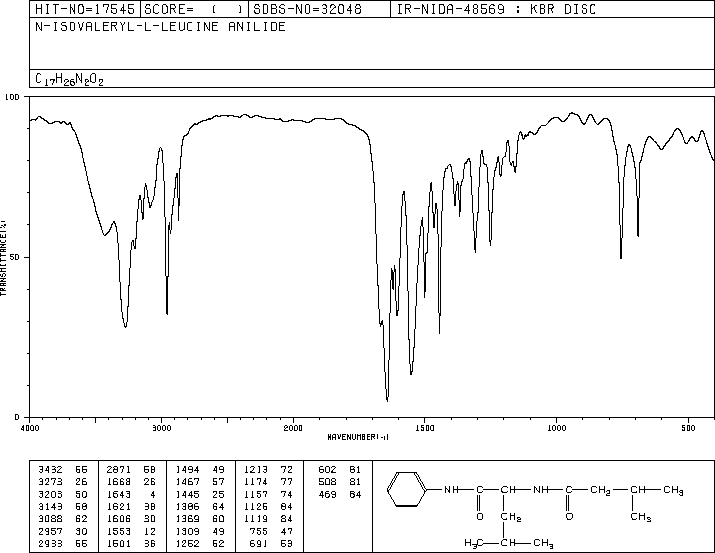 HIT-NO=17545 SCORE= ( ) SDBS-NO=32048 IR-NIDA-48569 : KBR DISC
N-ISOVALERYL-L-LEUCINE ANILIDE
C17H26N2O2
100
50
0
TRANSMITTANCE(%)
4000 3000 2000 1500 1000 500
WAVENUMBER(-1)
3432 55 2871 58 1494 49 1213 72 602 81
3273 26 1668 26 1467 57 1174 77 508 81
3203 50 1643 4 1445 25 1157 74 469 84
3143 60 1621 38 1386 64 1126 84
3088 62 1606 30 1369 60 1119 84
2957 30 1553 12 1309 49 755 47
2933 55 1501 36 1252 52 691 53
NH C CH NH C CH2 CH CH3
O CH2 O CH3
H3C CH CH3